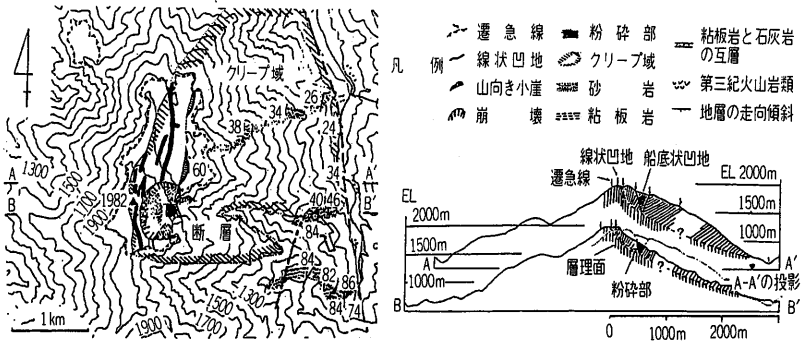 クリープ域
26
34
38
24
60
34
A A'
B B'
1300
1500
1700
1900
1982
40 46
断層
84
84
82
86
84 74
1300
1500
1700
1900
1km
凡例
遷急線
線状凹地
山向き小崖
崩壊
粉砕部
クリープ域
砂岩
粘板岩
粘板岩と石灰岩
の互層
第三紀火山岩類
地層の走向傾斜
線状凹地 船底状凹地
遷急線
EL 2000m
1500m
1000m
EL
2000m
1500m
1000m
A A'
?
層理面
?
粉砕部
A-A'の投影
B B'
0 1000m 2000m